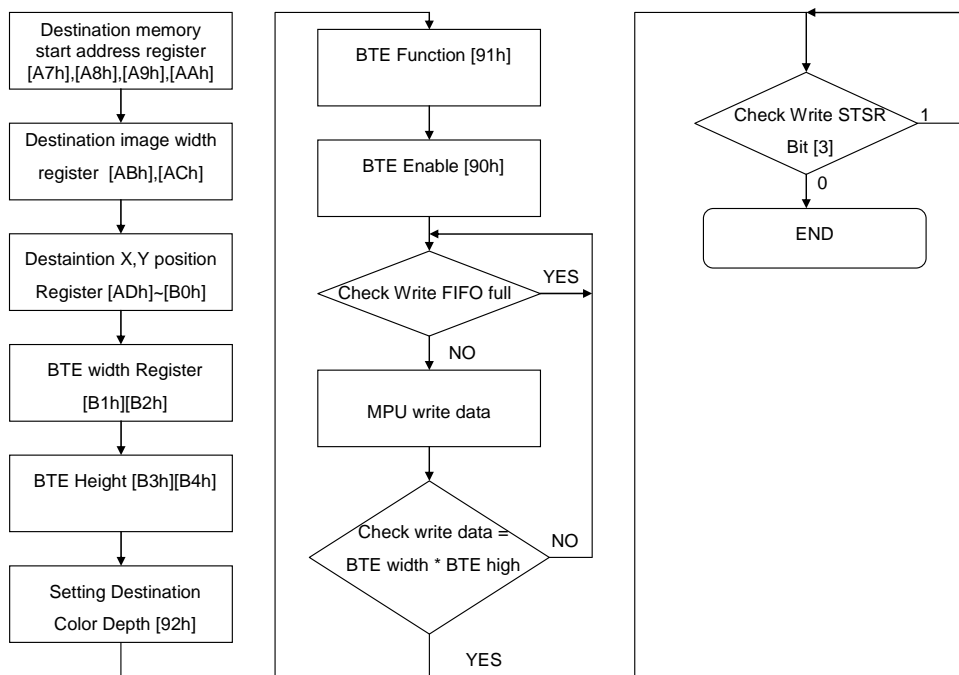 Destination memory
start address register
[A7h],[A8h],[A9h],[AAh]
Destination image width
register [ABh],[ACh]
Destaintion X,Y position
Register [ADh]~[B0h]
BTE width Register
[B1h][B2h]
BTE Height [B3h][B4h]
Setting Destination
Color Depth [92h]
BTE Function [91h]
BTE Enable [90h]
Check Write FIFO full
YES
NO
MPU write data
Check write data =
BTE width * BTE high
NO
YES
Check Write STSR
Bit [3]
1
0
END